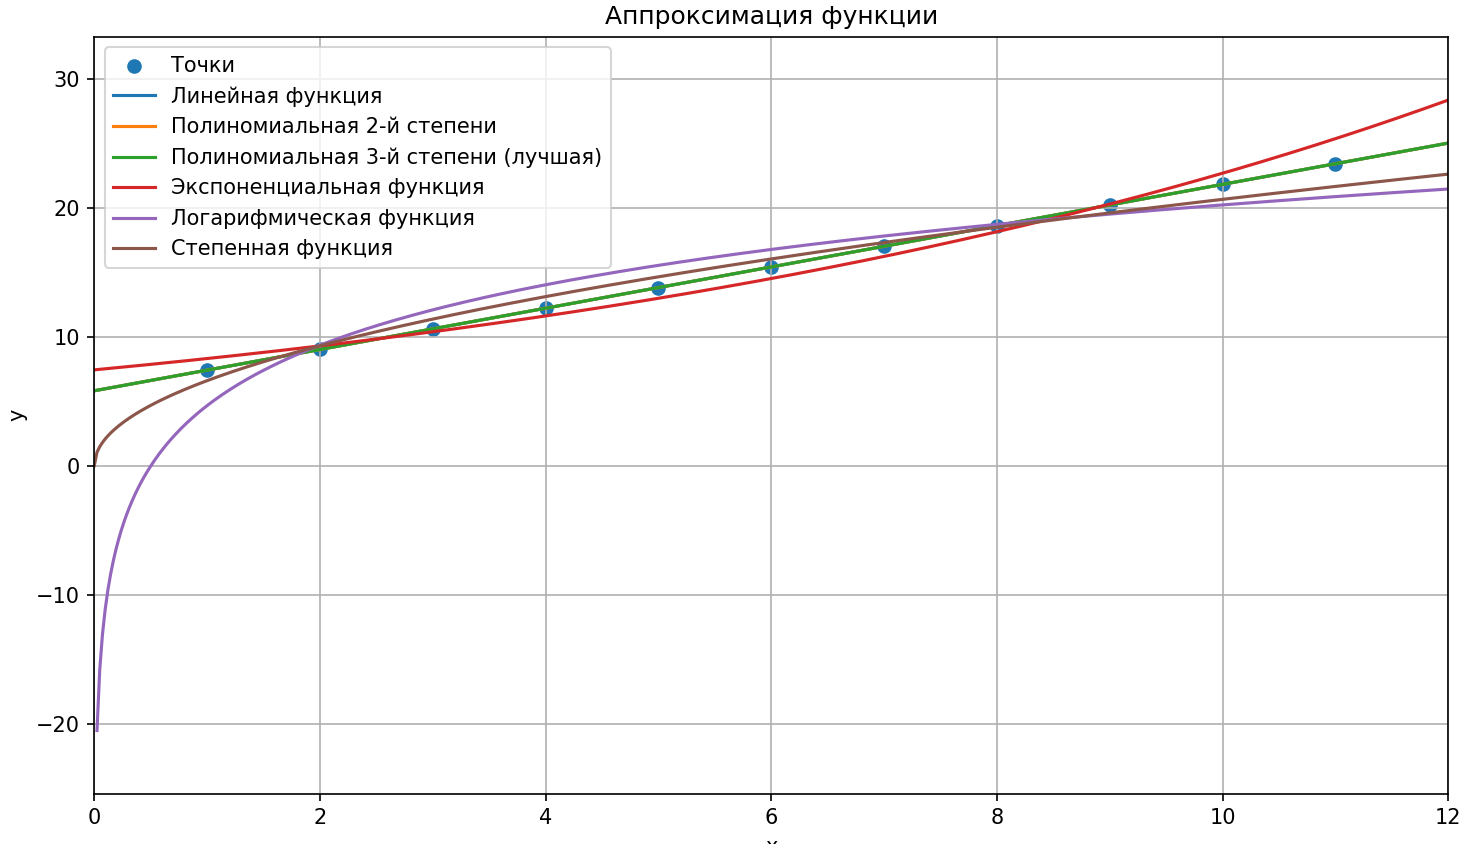 Аппроксимация функции
30
20
10
0
−10
−20
y
Точки
Линейная функция
Полиномиальная 2-й степени
Полиномиальная 3-й степени (лучшая)
Экспоненциальная функция
Логарифмическая функция
Степенная функция
0 2 4 6 8 10 12